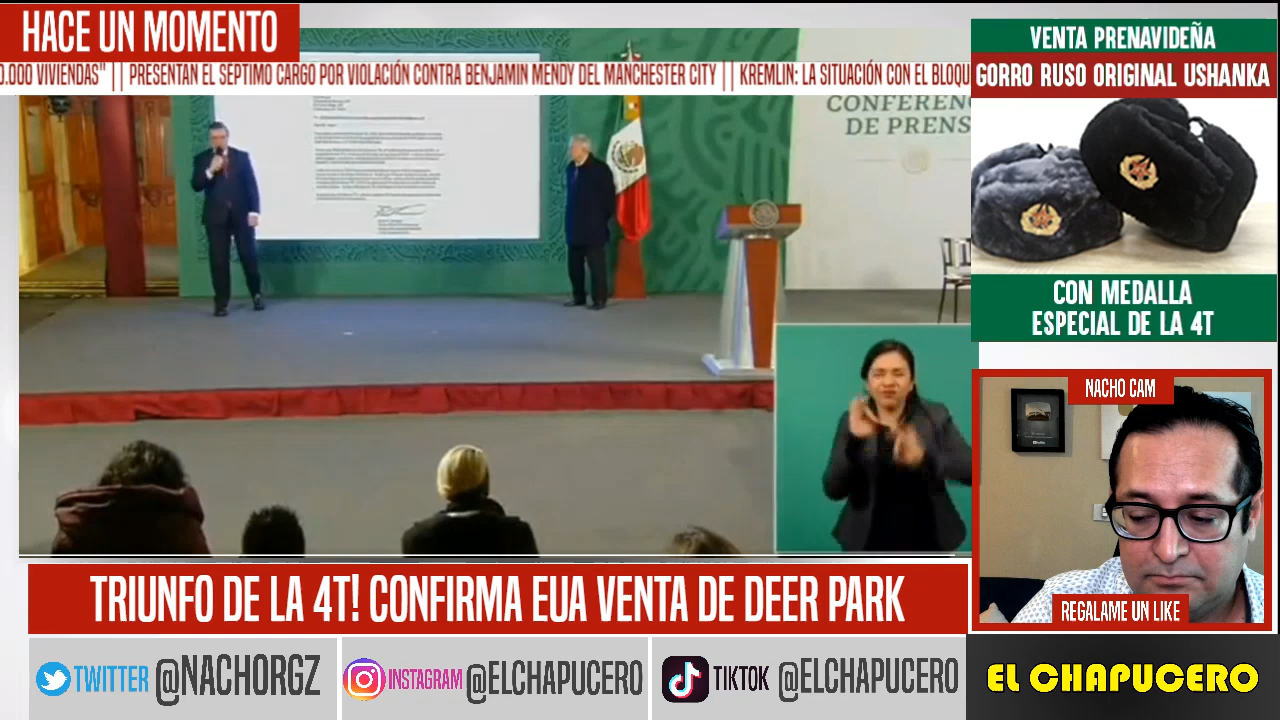 HACE UN MOMENTO
0.000 VIVIENDAS" || PRESENTAN EL SÉPTIMO CARGO POR VIOLACIÓN CONTRA BENJAMIN MENDY DEL MANCHESTER CITY || KREMLIN: LA SITUACIÓN CON EL BLOQU
VENTA PRENAVIDEÑA
GORRO RUSO ORIGINAL USHANKA
CONFEREN
DE PRENS
CON MEDALLA
ESPECIAL DE LA 4T
NACHO CAM
REGALAME UN LIKE
TRIUNFO DE LA 4T! CONFIRMA EUA VENTA DE DEER PARK
TWITTER @NACHORGZ
INSTAGRAM @ELCHAPUCERO
TIKTOK @ELCHAPUCERO
EL CHAPUCERO